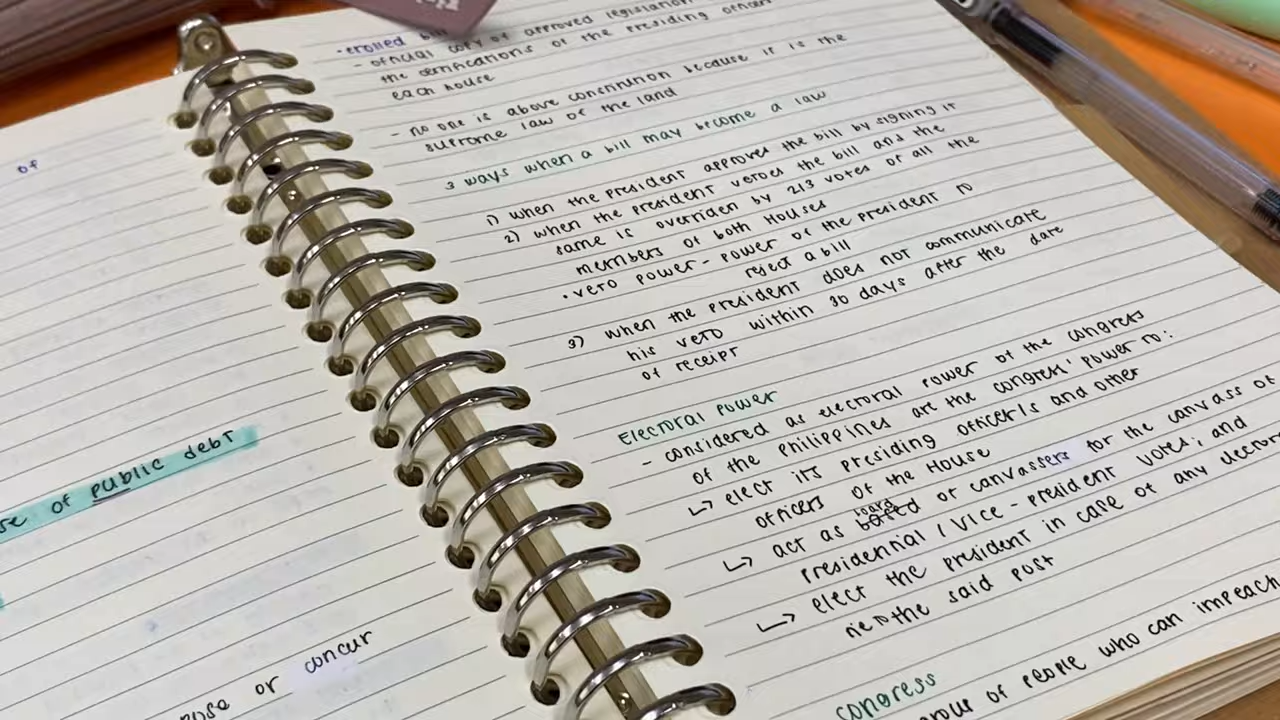 of
se of public debt
or concur
-erolled bill
- official copy of approved legislation
the certifications of the presiding officers
each house
- no one is above constitution because it is the
supreme law of the land
3 ways when a bill may become a law
1) when the president approves the bill by signing it
2) when the president vetoes the bill and the
same is overriden by 2/3 votes of all the
members of both Houses
• veto power - power of the president to
reject a bill
3) when the president does not communicate
his veto within 30 days after the date
of receipt
Electoral Power
- considered as electoral power of the congress
of the Philippines are the congress' power to:
↳ elect its presiding officer/s and other
officers of the House
↳ act as board of canvassers for the canvass of
presidential / vice - president votes, and
↳ elect the president in case of any elector
tie to the said post
congress
group of people who can impeach